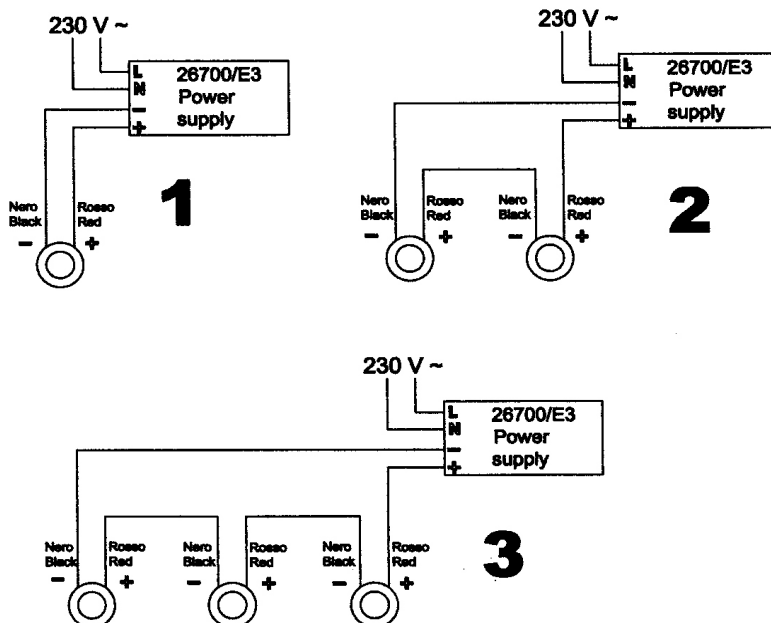 230 V ~
L
N
−
+
26700/E3
Power
supply
Nero
Black
Rosso
Red
−
+
1
230 V ~
L
N
−
+
26700/E3
Power
supply
Nero
Black
Rosso
Red
Nero
Black
Rosso
Red
−
+
−
+
2
230 V ~
L
N
−
+
26700/E3
Power
supply
Nero
Black
Rosso
Red
Nero
Black
Rosso
Red
Nero
Black
Rosso
Red
−
+
−
+
−
+
3